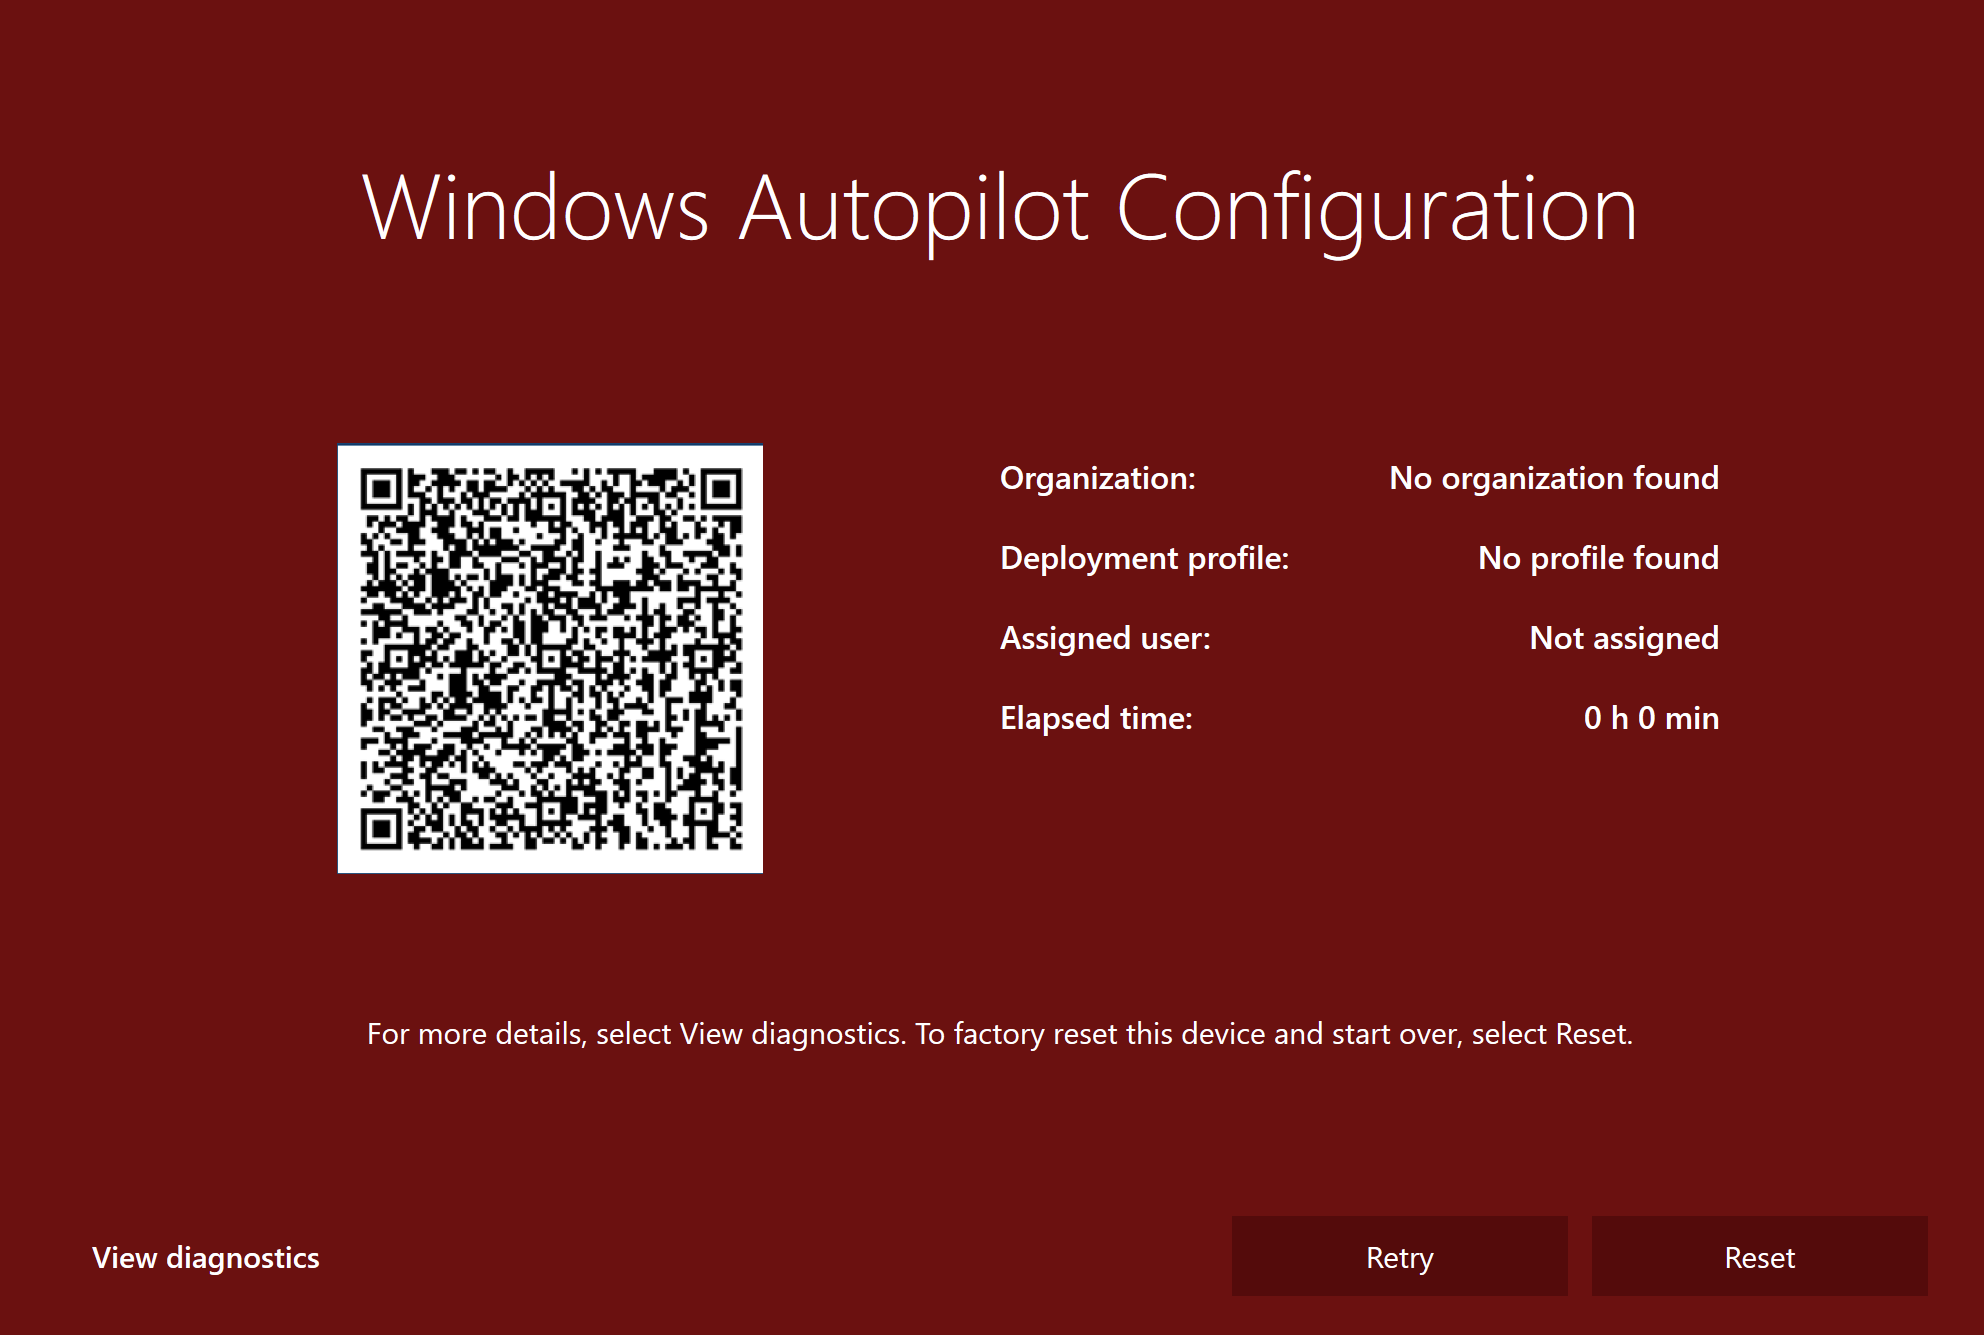 Windows Autopilot Configuration
Organization: No organization found
Deployment profile: No profile found
Assigned user: Not assigned
Elapsed time: 0 h 0 min
For more details, select View diagnostics. To factory reset this device and start over, select Reset.
View diagnostics Retry Reset